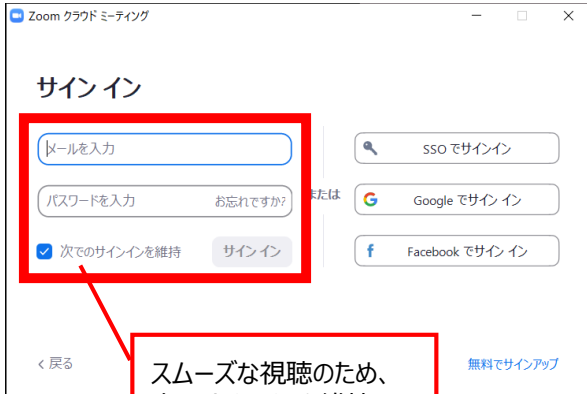 Zoom クラウド ミーティング
サイン イン
メールを入力
パスワードを入力 お忘れですか?
次でのサインインを維持 サイン イン
または
SSO でサインイン
Google でサイン イン
Facebook でサイン イン
< 戻る
無料でサインアップ
スムーズな視聴のため、